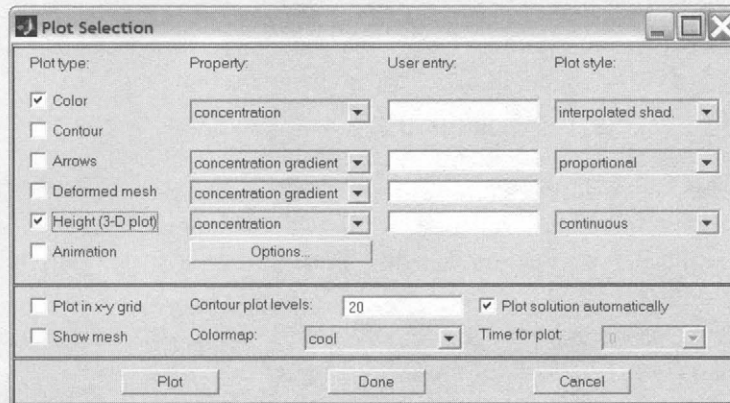 Plot Selection
Plot type: Property: User entry: Plot style:
Color concentration interpolated shad.
Contour
Arrows concentration gradient proportional
Deformed mesh concentration gradient
Height (3-D plot) concentration continuous
Animation Options...
Plot in x-y grid Contour plot levels: 20 Plot solution automatically
Show mesh Colormap: cool Time for plot: 0
Plot Done Cancel